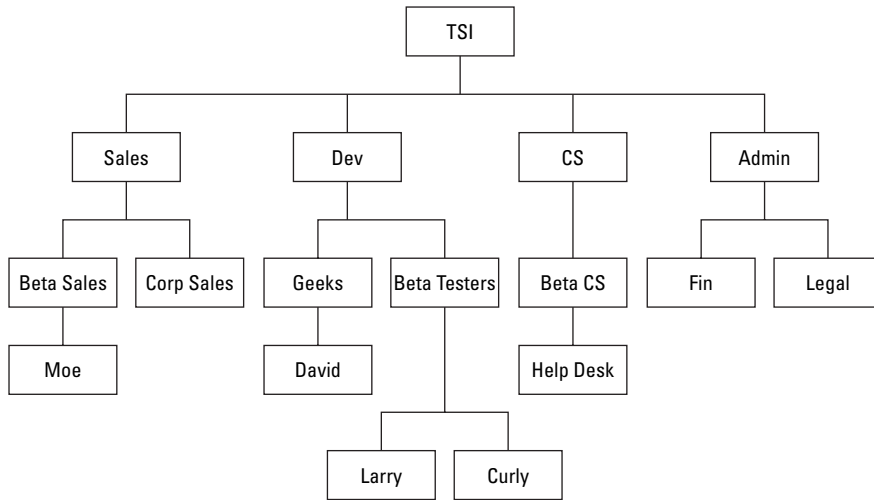 TSI
Sales
Dev
CS
Admin
Beta Sales
Corp Sales
Geeks
Beta Testers
Beta CS
Fin
Legal
Moe
David
Help Desk
Larry
Curly